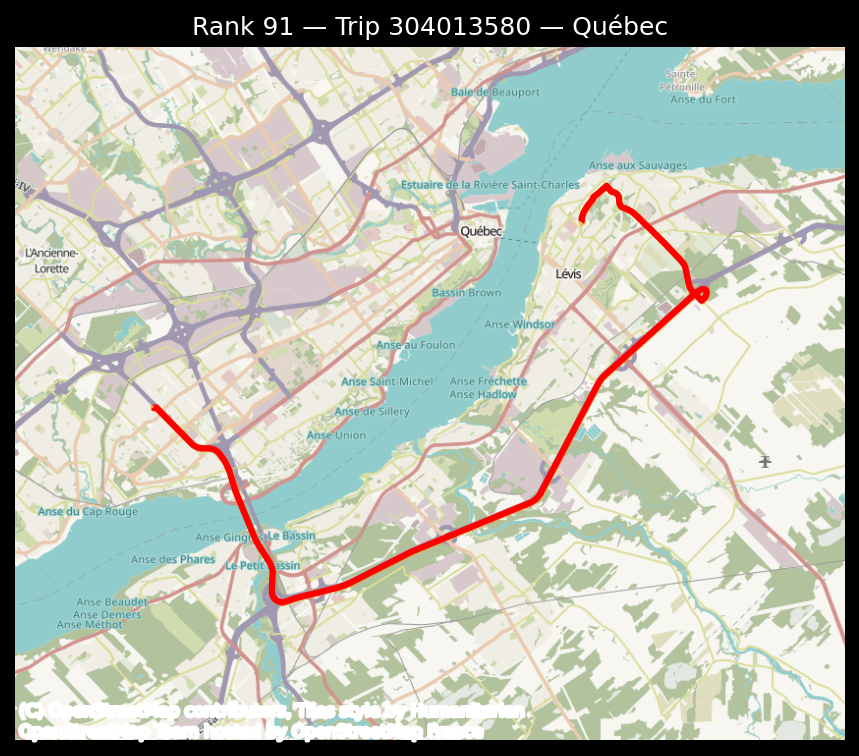 Rank 91 — Trip 304013580 — Québec
Wendake
Sainte-
Pétronille
Baie de Beauport
Anse du Fort
Anse aux Sauvages
Estuaire de la Rivière Saint-Charles
Québec
L'Ancienne-
Lorette
Lévis
Bassin Brown
Anse Windsor
Anse au Foulon
Anse Saint-Michel
Anse Fréchette
Anse Hadlow
Anse de Sillery
Anse Union
Anse du Cap Rouge
Anse Gingras
Le Bassin
Anse des Phares
Le Petit Bassin
Anse Beaudet
Anse Demers
Anse Méthot
(C) OpenStreetMap contributors, Tiles style by Humanitarian
OpenStreetMap Team hosted by OpenStreetMap France